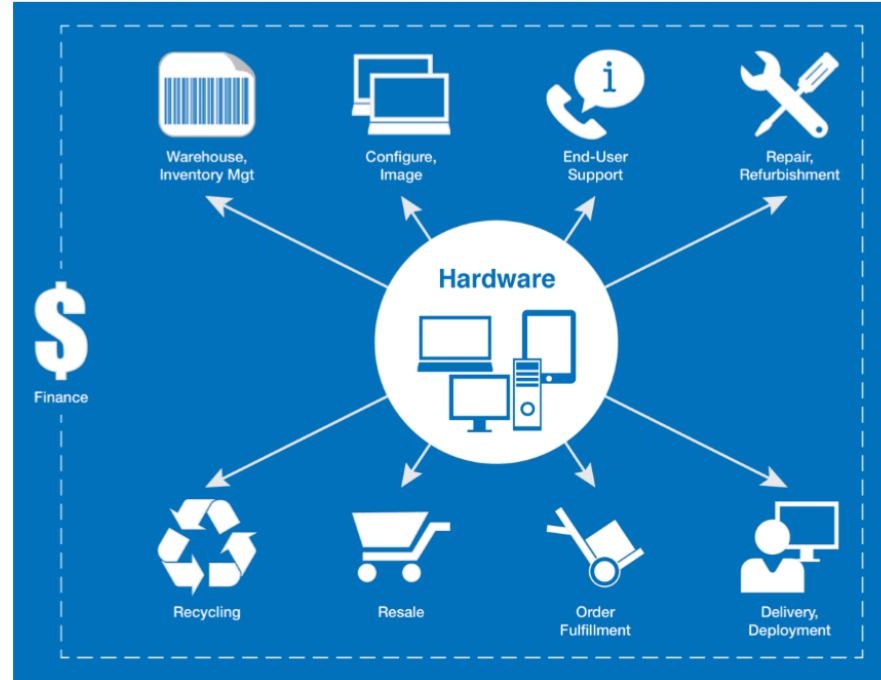 Warehouse,
Inventory Mgt
Configure,
Image
i
End-User
Support
Repair,
Refurbishment
Hardware
$
Finance
Recycling
Resale
Order
Fulfillment
Delivery,
Deployment